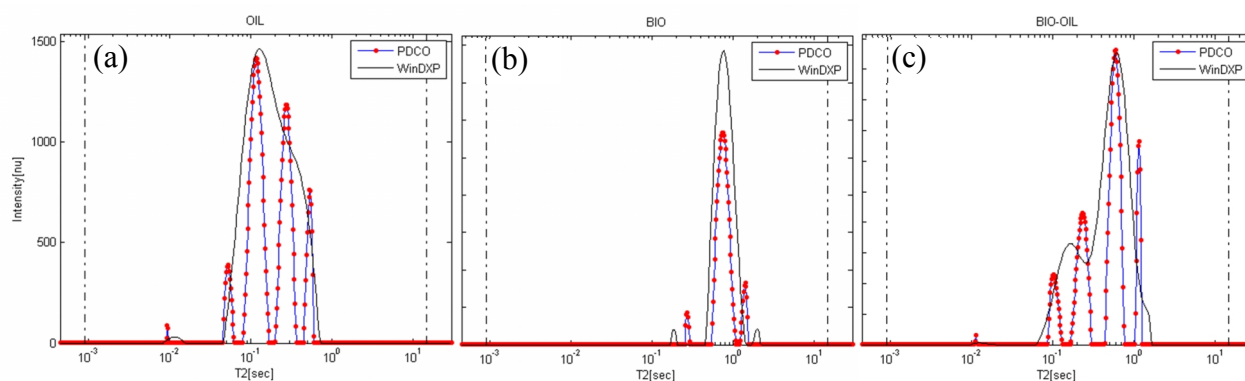 OIL
(a)
PDCO
WinDXP
1500
1000
500
0
Intensity[nu]
10^-3
10^-2
10^-1
10^0
10^1
T2[sec]
BIO
(b)
PDCO
WinDXP
10^-3
10^-2
10^-1
10^0
10^1
T2[sec]
BIO-OIL
(c)
PDCO
WinDXP
10^-3
10^-2
10^-1
10^0
10^1
T2[sec]